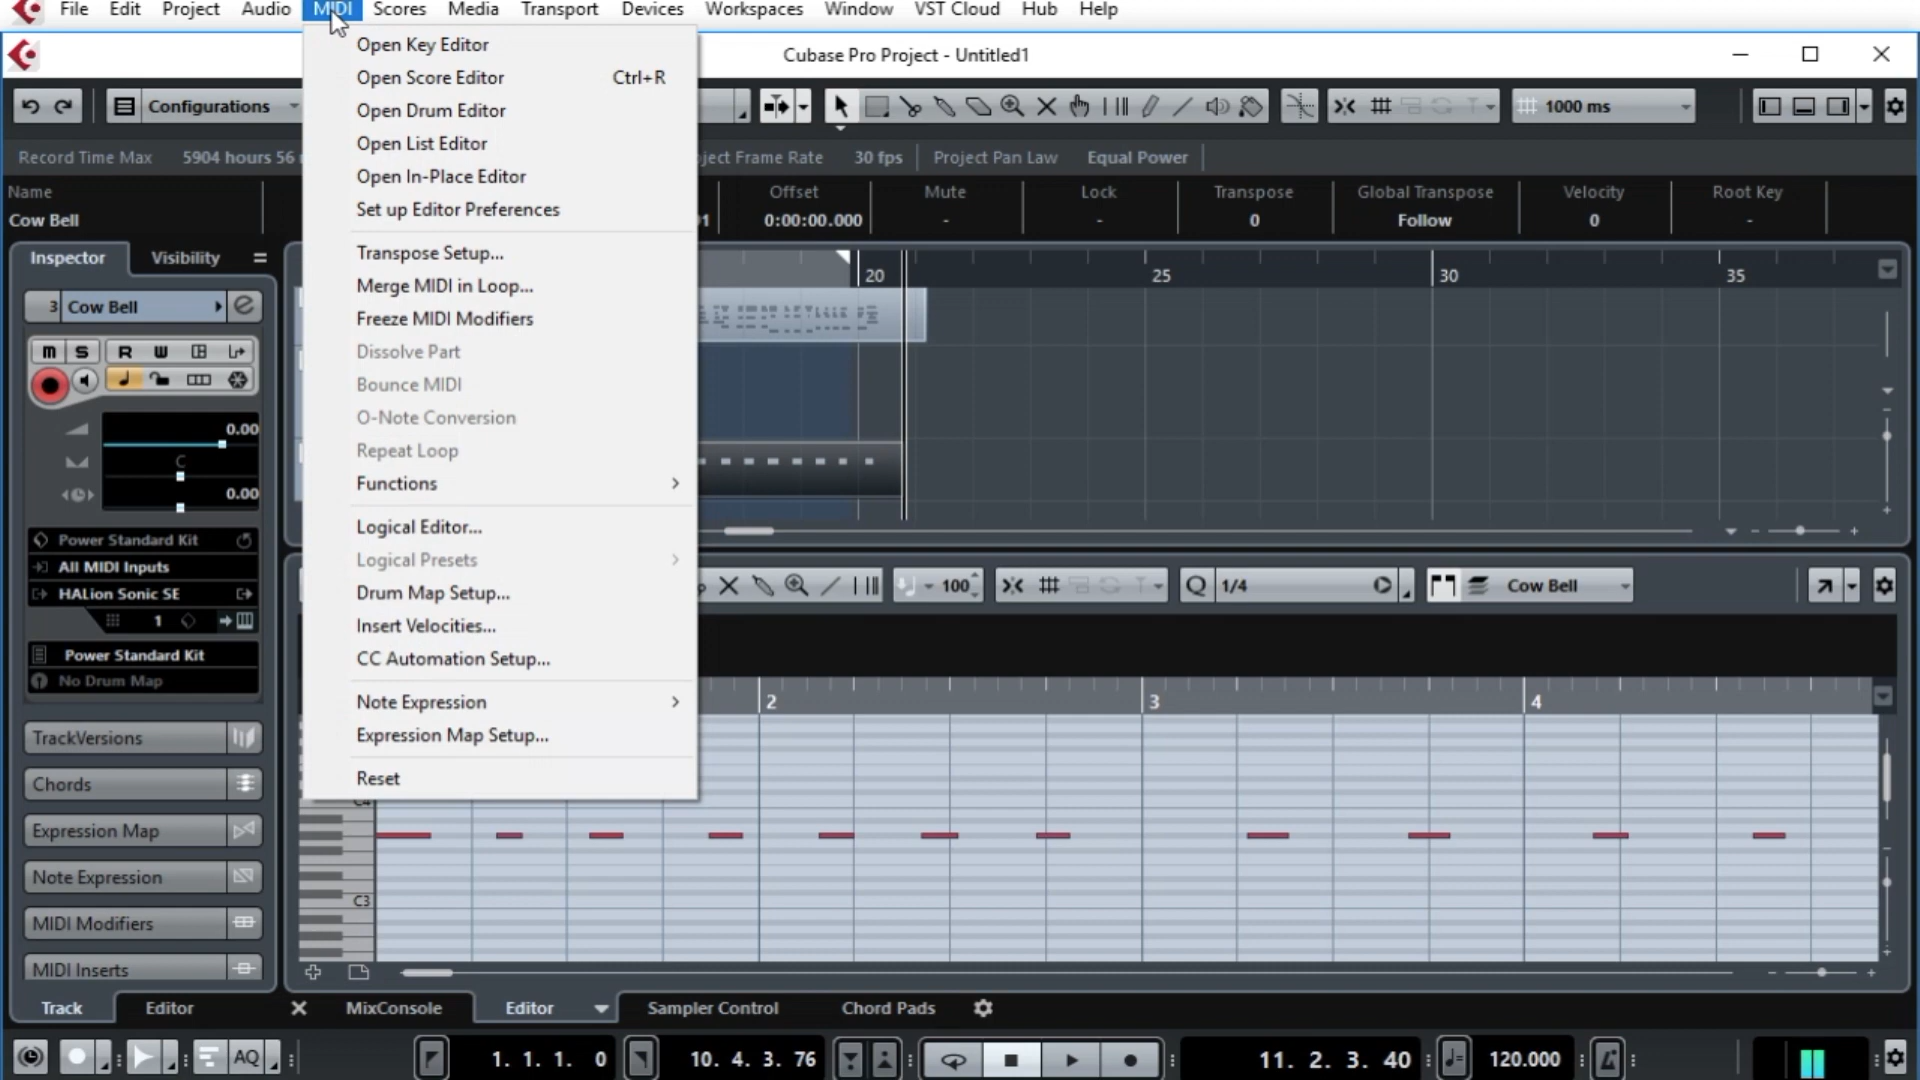 File Edit Project Audio MIDI Scores Media Transport Devices Workspaces Window VST Cloud Hub Help
Cubase Pro Project - Untitled1
Open Key Editor
Open Score Editor Ctrl+R
Open Drum Editor
Open List Editor
Open In-Place Editor
Set up Editor Preferences
Transpose Setup...
Merge MIDI in Loop...
Freeze MIDI Modifiers
Dissolve Part
Bounce MIDI
O-Note Conversion
Repeat Loop
Functions
Logical Editor...
Logical Presets
Drum Map Setup...
Insert Velocities...
CC Automation Setup...
Note Expression
Expression Map Setup...
Reset
Configurations
1000 ms
Record Time Max 5904 hours 56
Frame Rate 30 fps Project Pan Law Equal Power
Name
Cow Bell
Offset Mute Lock Transpose Global Transpose Velocity Root Key
0:00:00.000 - - 0 Follow 0 -
Inspector Visibility
3 Cow Bell
M S R W
0.00
C
0.00
Power Standard Kit
All MIDI Inputs
HALion Sonic SE
1
Power Standard Kit
No Drum Map
TrackVersions
Chords
Expression Map
Note Expression
MIDI Modifiers
MIDI Inserts
20 25 30 35
100 Q 1/4 Cow Bell
2 3 4
C4
C3
Track Editor MixConsole Editor Sampler Control Chord Pads
AQ 1. 1. 1. 0 10. 4. 3. 76 11. 2. 3. 40 120.000